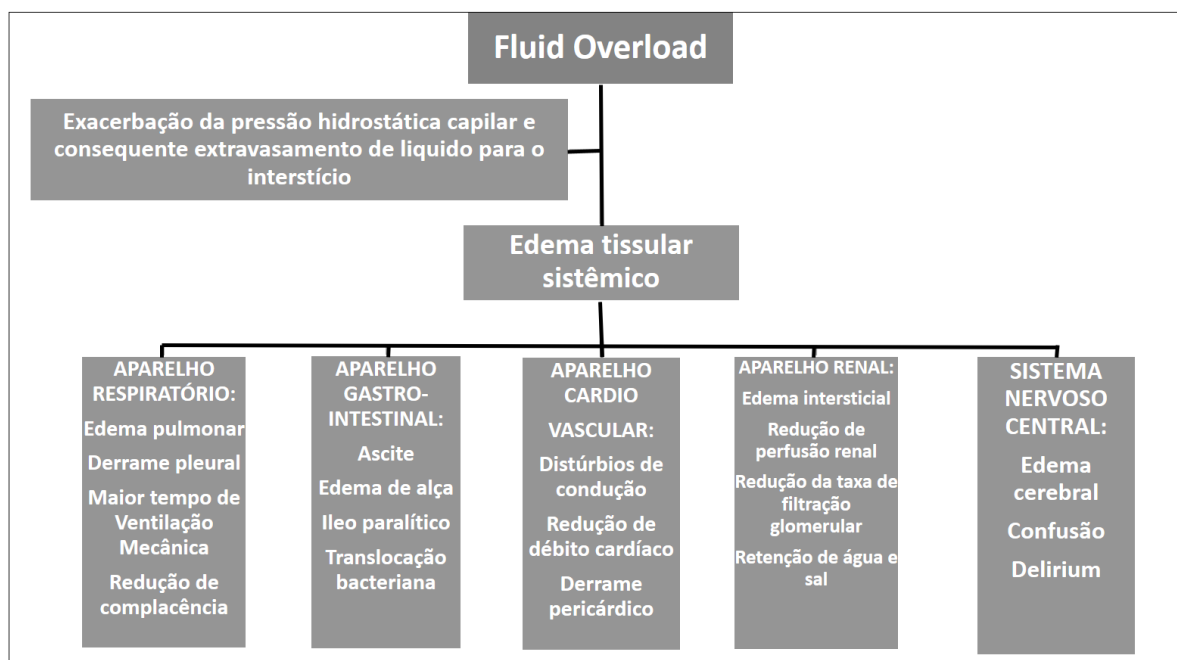 Fluid Overload
Exacerbação da pressão hidrostática capilar e
consequente extravasamento de liquido para o
interstício
Edema tissular
sistêmico
APARELHO
RESPIRATÓRIO:
Edema pulmonar
Derrame pleural
Maior tempo de
Ventilação
Mecânica
Redução de
complacência
APARELHO
GASTRO-
INTESTINAL:
Ascite
Edema de alça
Ileo paralítico
Translocação
bacteriana
APARELHO
CARDIO
VASCULAR:
Distúrbios de
condução
Redução de
débito cardíaco
Derrame
pericárdico
APARELHO RENAL:
Edema intersticial
Redução de
perfusão renal
Redução da taxa de
filtração
glomerular
Retenção de água e
sal
SISTEMA
NERVOSO
CENTRAL:
Edema
cerebral
Confusão
Delirium